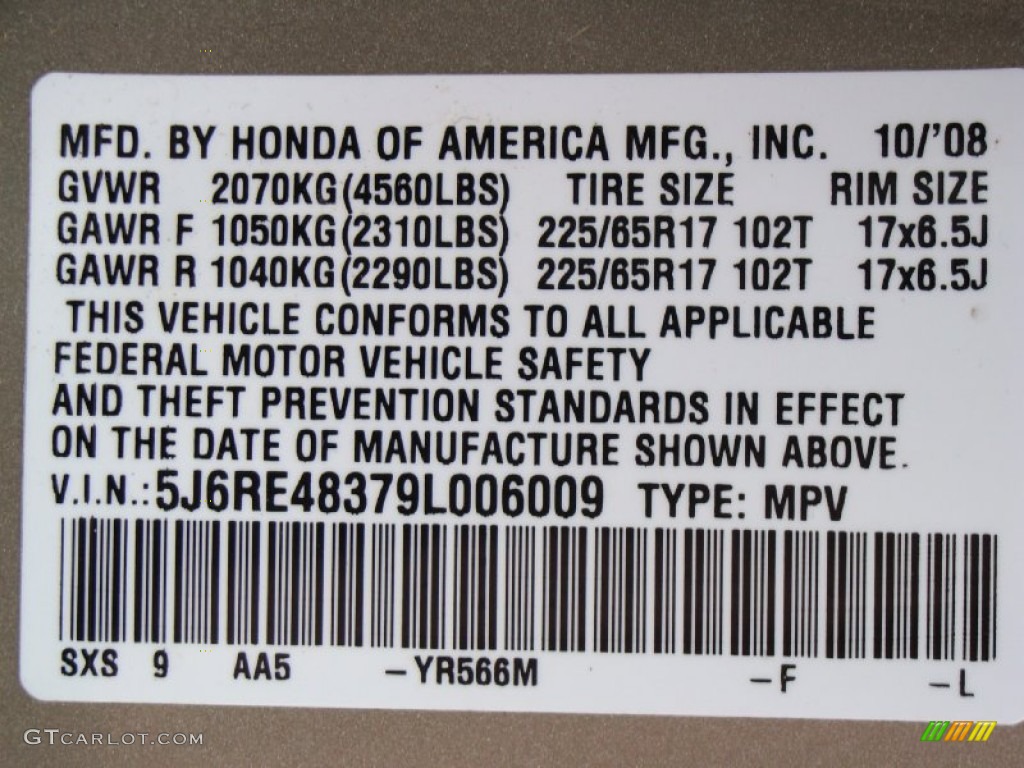 MFD. BY HONDA OF AMERICA MFG., INC. 10/'08
GVWR 2070KG(4560LBS) TIRE SIZE RIM SIZE
GAWR F 1050KG(2310LBS) 225/65R17 102T 17x6.5J
GAWR R 1040KG(2290LBS) 225/65R17 102T 17x6.5J
THIS VEHICLE CONFORMS TO ALL APPLICABLE
FEDERAL MOTOR VEHICLE SAFETY
AND THEFT PREVENTION STANDARDS IN EFFECT
ON THE DATE OF MANUFACTURE SHOWN ABOVE.
V.I.N.: 5J6RE48379L006009 TYPE: MPV
SXS 9 AA5 -YR566M -F -L
GTCARLOT.COM